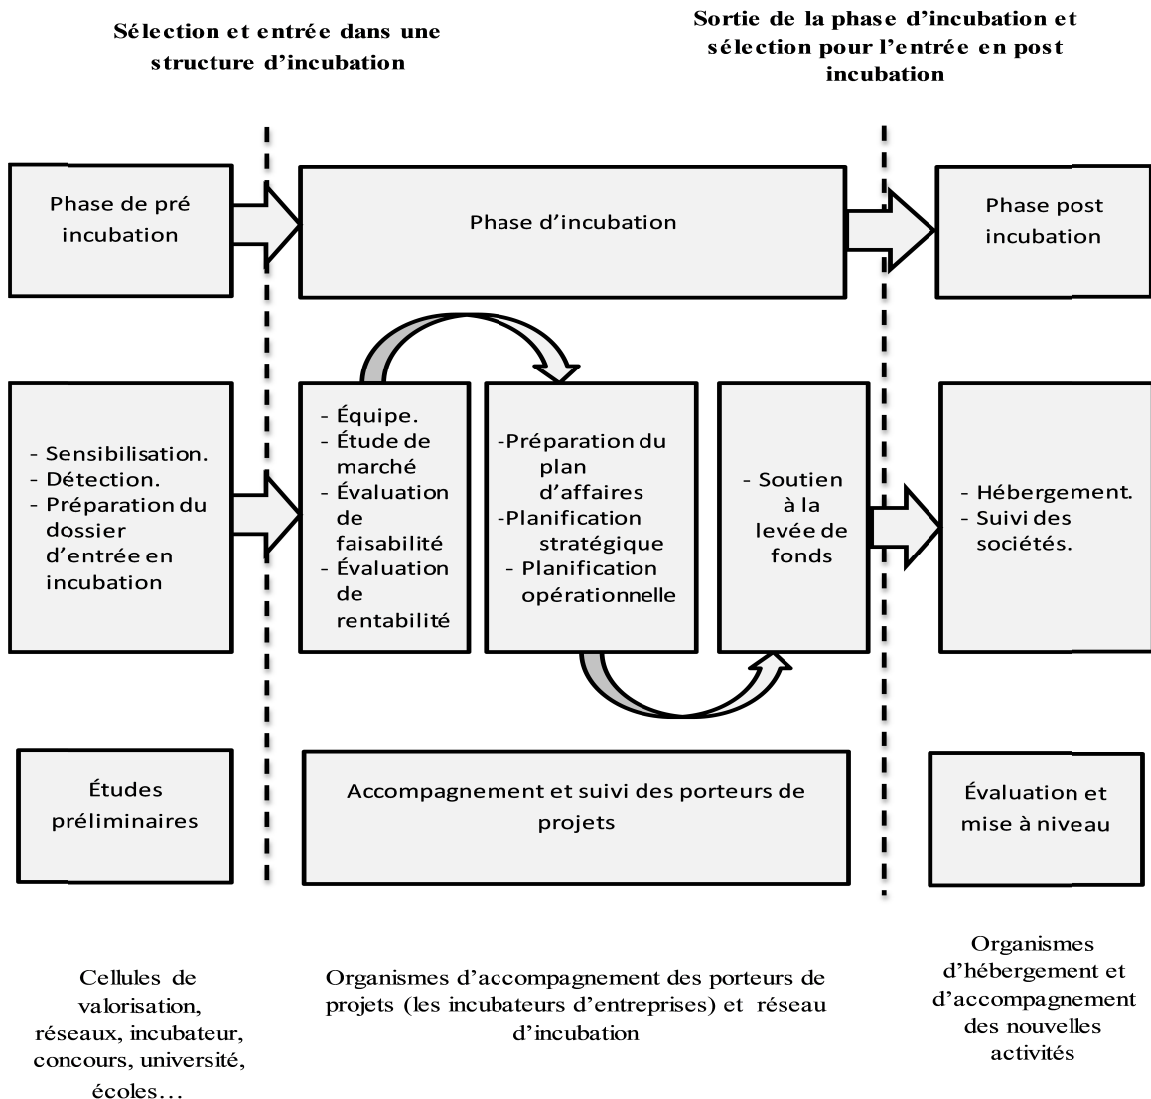 Sélection et entrée dans une
structure d'incubation
Sortie de la phase d'incubation et
sélection pour l'entrée en post
incubation
Phase de pré
incubation
Phase d'incubation
Phase post
incubation
- Sensibilisation.
- Détection.
- Préparation du
dossier
d'entrée en
incubation
- Équipe.
- Étude de
marché
- Évaluation
de
faisabilité
- Évaluation
de
rentabilité
-Préparation du
plan
d'affaires
-Planification
stratégique
- Planification
opérationnelle
- Soutien
à la
levée de
fonds
- Hébergement.
- Suivi des
sociétés.
Études
préliminaires
Accompagnement et suivi des porteurs de
projets
Évaluation et
mise à niveau
Cellules de
valorisation,
réseaux, incubateur,
concours, université,
écoles…
Organismes d'accompagnement des porteurs de
projets (les incubateurs d'entreprises) et réseau
d'incubation
Organismes
d'hébergement et
d'accompagnement
des nouvelles
activités